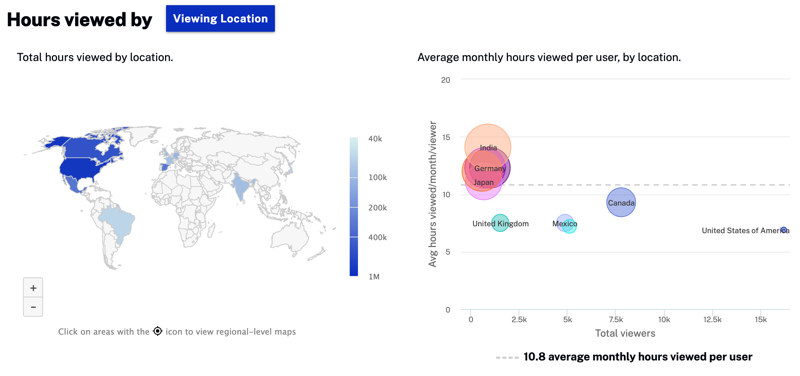 Hours viewed by
Viewing Location
Total hours viewed by location.
40k
100k
200k
400k
1M
+
−
Click on areas with the icon to view regional-level maps
Average monthly hours viewed per user, by location.
Avg hours viewed/month/viewer
20
15
10
5
0
India
Germany
Japan
Canada
United Kingdom
Mexico
United States of America
0
2.5k
5k
7.5k
10k
12.5k
15k
Total viewers
10.8 average monthly hours viewed per user